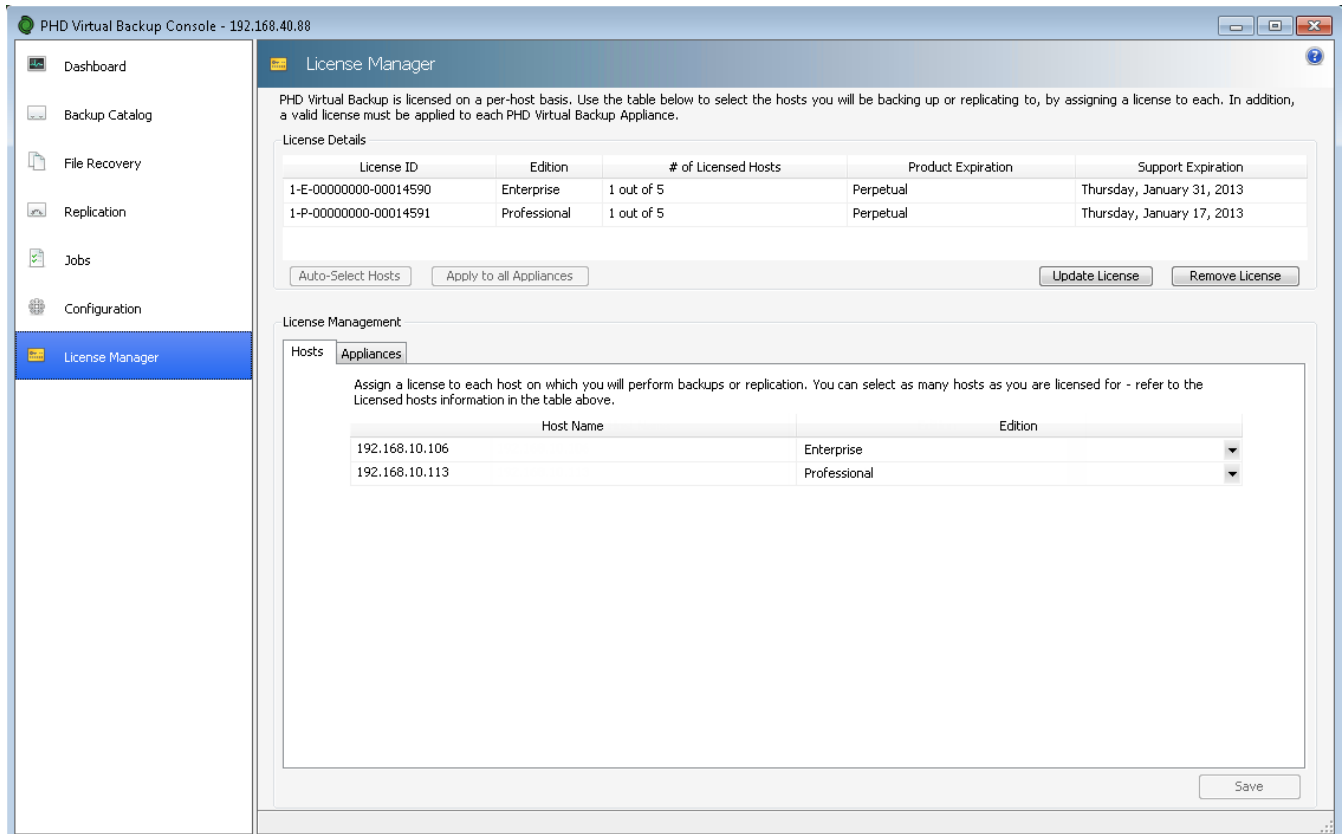 PHD Virtual Backup Console - 192.168.40.88
Dashboard
Backup Catalog
File Recovery
Replication
Jobs
Configuration
License Manager
License Manager
PHD Virtual Backup is licensed on a per-host basis. Use the table below to select the hosts you will be backing up or replicating to, by assigning a license to each. In addition,
a valid license must be applied to each PHD Virtual Backup Appliance.
License Details
License ID Edition # of Licensed Hosts Product Expiration Support Expiration
1-E-00000000-00014590 Enterprise 1 out of 5 Perpetual Thursday, January 31, 2013
1-P-00000000-00014591 Professional 1 out of 5 Perpetual Thursday, January 17, 2013
Auto-Select Hosts Apply to all Appliances Update License Remove License
License Management
Hosts Appliances
Assign a license to each host on which you will perform backups or replication. You can select as many hosts as you are licensed for - refer to the
Licensed hosts information in the table above.
Host Name Edition
192.168.10.106 Enterprise
192.168.10.113 Professional
Save